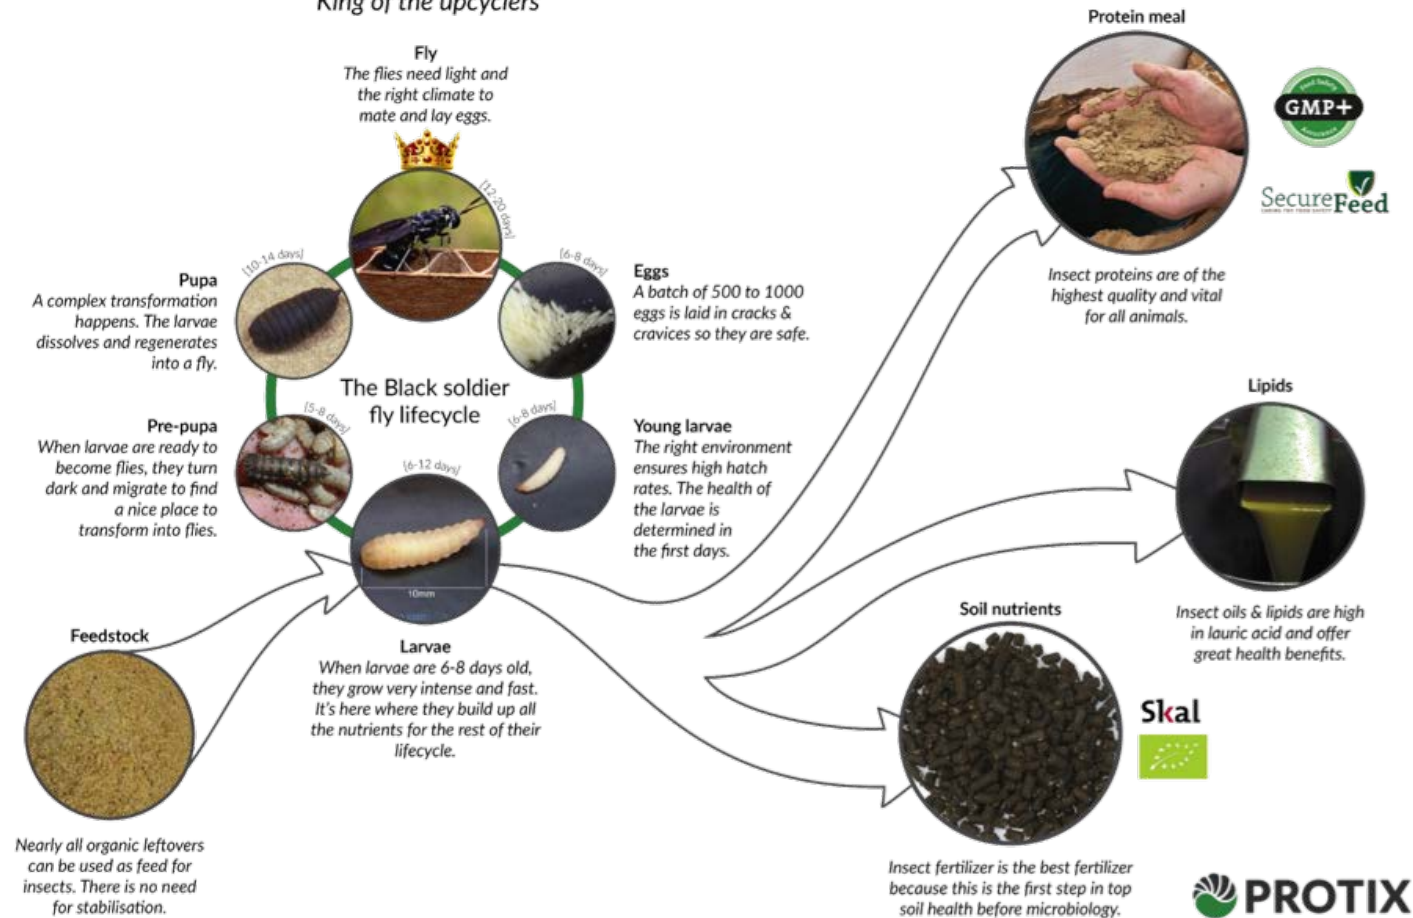 King of the upcyclers
Fly
The flies need light and
the right climate to
mate and lay eggs.
[12-20 days]
[10-14 days]
Pupa
A complex transformation
happens. The larvae
dissolves and regenerates
into a fly.
[6-8 days]
Eggs
A batch of 500 to 1000
eggs is laid in cracks &
cravices so they are safe.
The Black soldier
fly lifecycle
[5-8 days]
Pre-pupa
When larvae are ready to
become flies, they turn
dark and migrate to find
a nice place to
transform into flies.
[6-8 days]
Young larvae
The right environment
ensures high hatch
rates. The health of
the larvae is
determined in
the first days.
[6-12 days]
10mm
Larvae
When larvae are 6-8 days old,
they grow very intense and fast.
It's here where they build up all
the nutrients for the rest of their
lifecycle.
Feedstock
Nearly all organic leftovers
can be used as feed for
insects. There is no need
for stabilisation.
Protein meal
Insect proteins are of the
highest quality and vital
for all animals.
Feed Safety
GMP+
Assurance
SecureFeed
Lipids
Insect oils & lipids are high
in lauric acid and offer
great health benefits.
Soil nutrients
Insect fertilizer is the best fertilizer
because this is the first step in top
soil health before microbiology.
Skal
PROTIX